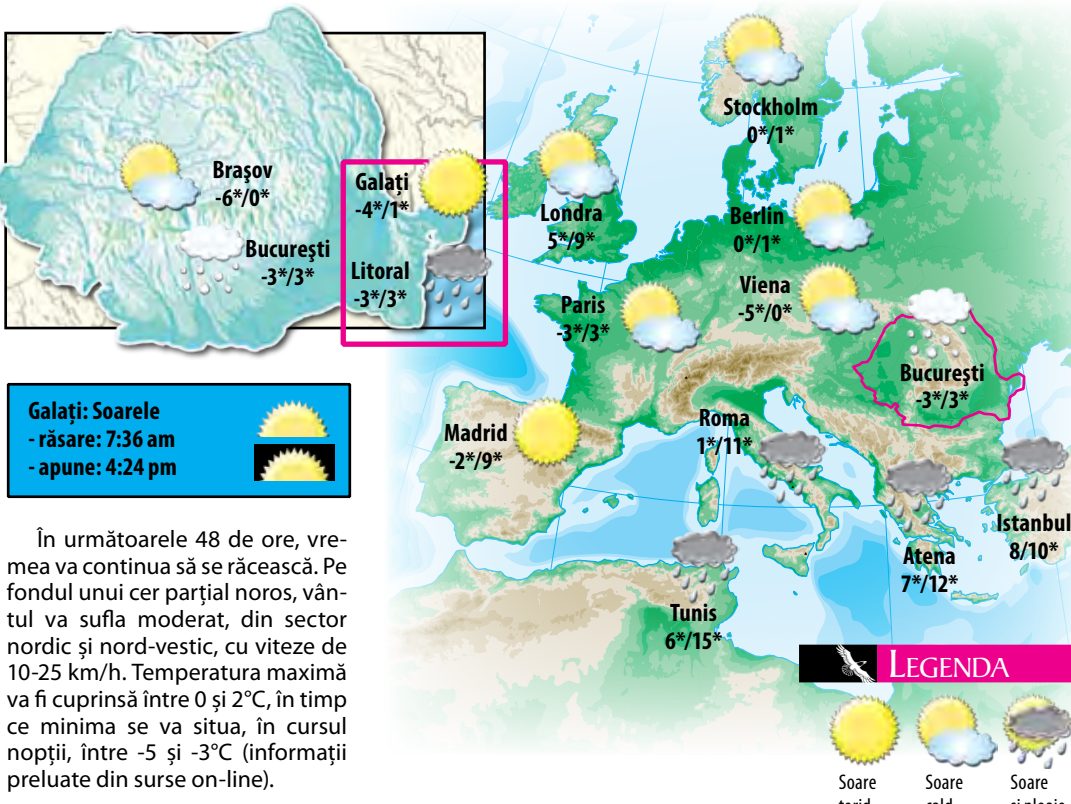 Braşov
-6*/0*
Bucureşti
-3*/3*
Galați
-4*/1*
Litoral
-3*/3*
Galați: Soarele
- răsare: 7:36 am
- apune: 4:24 pm
În următoarele 48 de ore, vre-
mea va continua să se răcească. Pe
fondul unui cer parțial noros, vân-
tul va sufla moderat, din sector
nordic și nord-vestic, cu viteze de
10-25 km/h. Temperatura maximă
va fi cuprinsă între 0 și 2°C, în timp
ce minima se va situa, în cursul
nopții, între -5 și -3°C (informații
preluate din surse on-line).
Stockholm
0*/1*
Londra
5*/9*
Berlin
0*/1*
Paris
-3*/3*
Viena
-5*/0*
Bucureşti
-3*/3*
Madrid
-2*/9*
Roma
1*/11*
Istanbul
8/10*
Atena
7*/12*
Tunis
6*/15*
LEGENDA
Soare
Soare
Soare